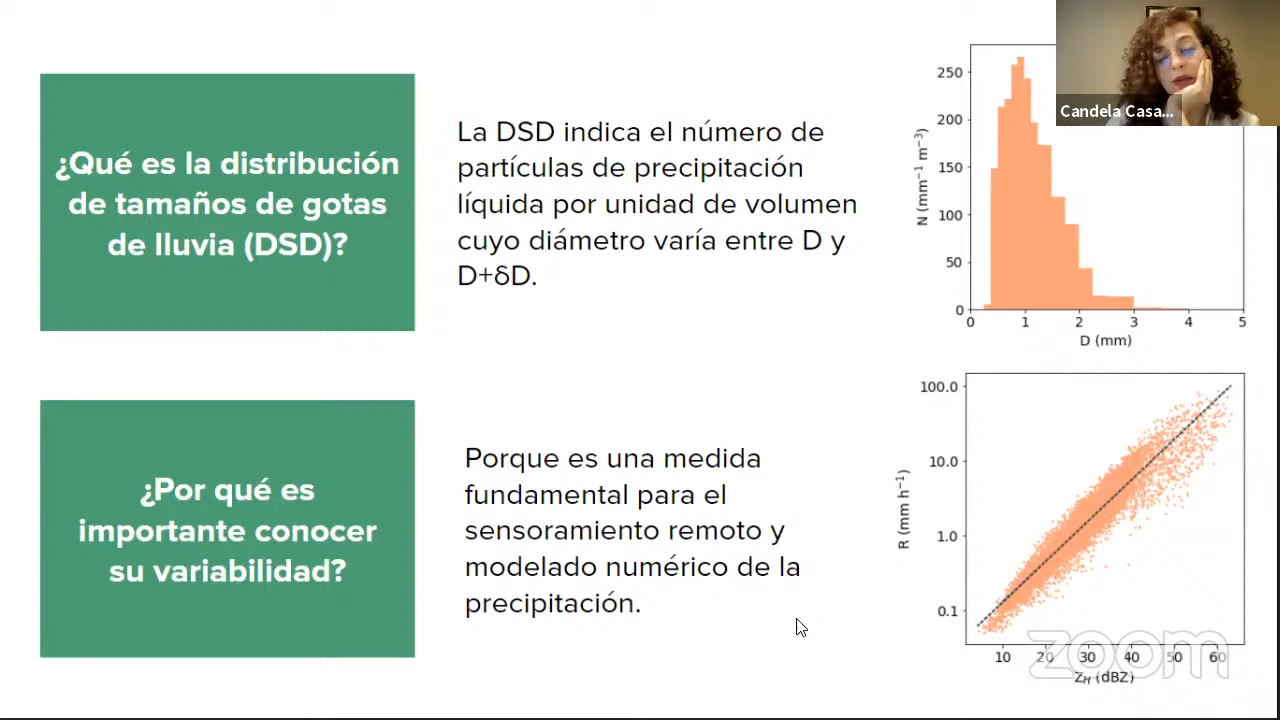 ¿Qué es la distribución
de tamaños de gotas
de lluvia (DSD)?
La DSD indica el número de
partículas de precipitación
líquida por unidad de volumen
cuyo diámetro varía entre D y
D+δD.
250
200
150
100
50
0
N (mm⁻¹ m⁻³)
0 1 2 3 4 5
D (mm)
Candela Casa...
¿Por qué es
importante conocer
su variabilidad?
Porque es una medida
fundamental para el
sensoramiento remoto y
modelado numérico de la
precipitación.
100.0
10.0
1.0
0.1
R (mm h⁻¹)
10 20 30 40 50 60
Z_H (dBZ)
zoom